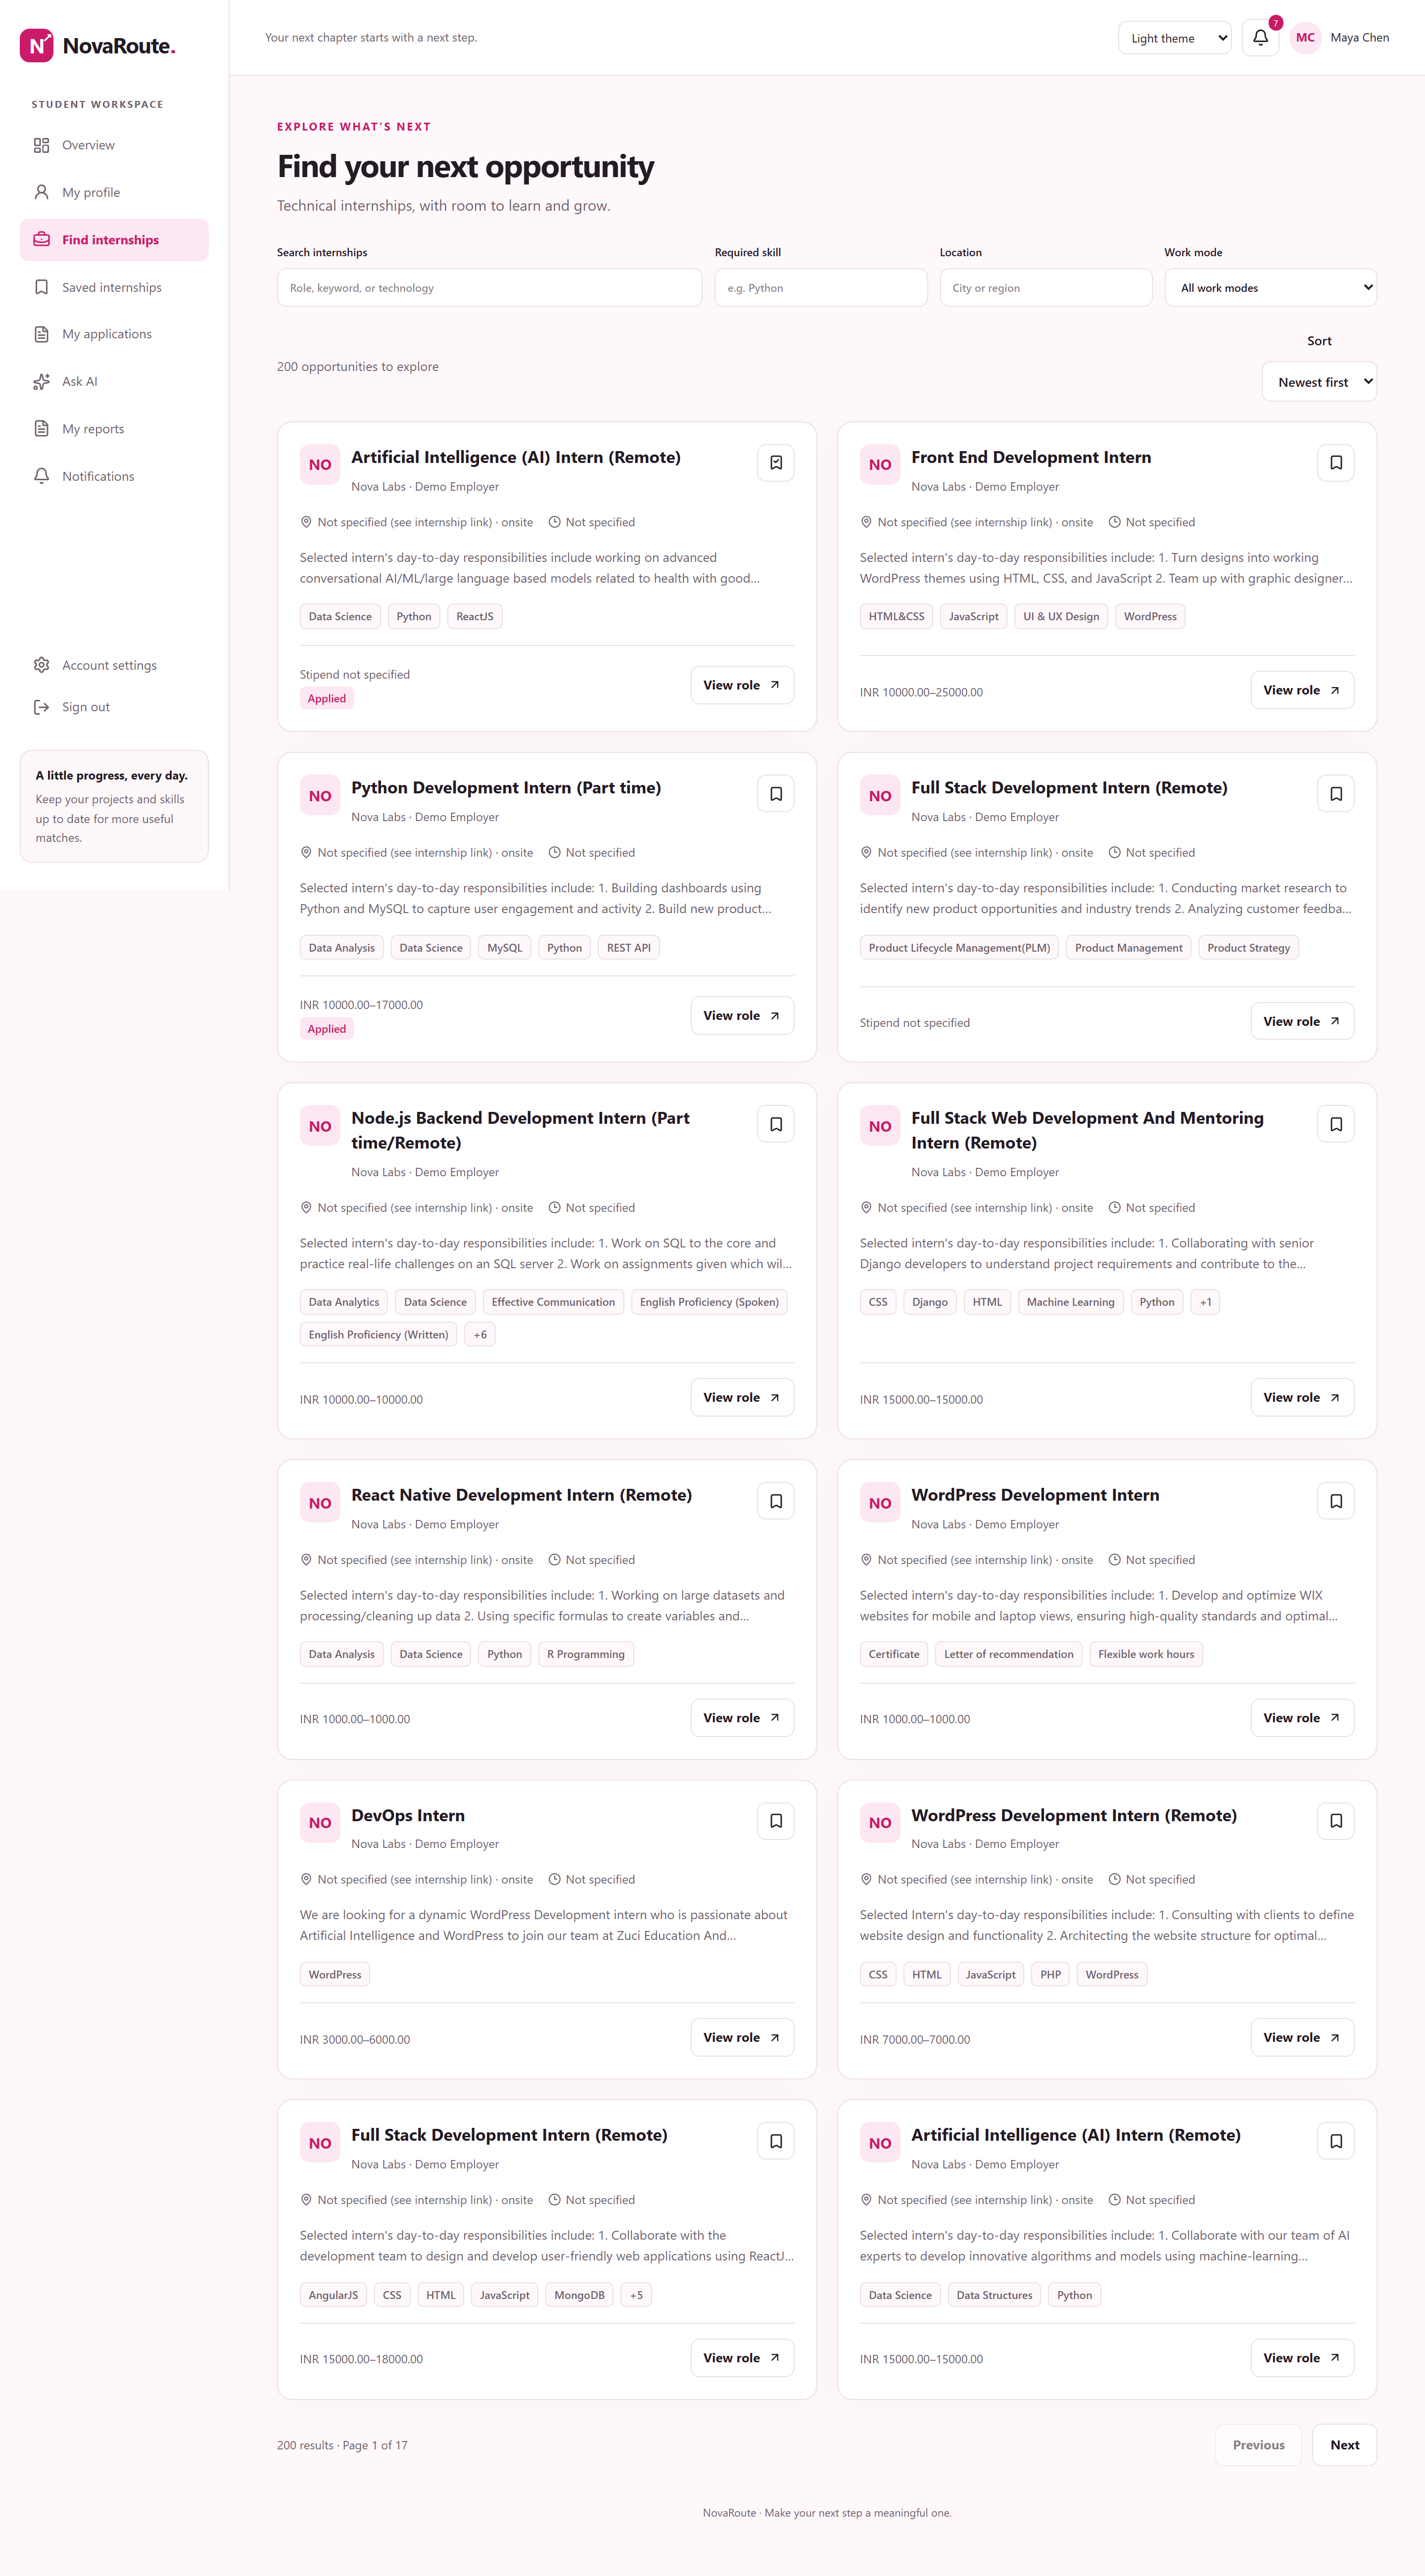 N NovaRoute.
STUDENT WORKSPACE
Overview
My profile
Find internships
Saved internships
My applications
Ask AI
My reports
Notifications
Account settings
Sign out
A little progress, every day.
Keep your projects and skills
up to date for more useful
matches.
Your next chapter starts with a next step.
Light theme
7
MC Maya Chen
EXPLORE WHAT'S NEXT
Find your next opportunity
Technical internships, with room to learn and grow.
Search internships
Role, keyword, or technology
Required skill
e.g. Python
Location
City or region
Work mode
All work modes
200 opportunities to explore
Sort
Newest first
NO Artificial Intelligence (AI) Intern (Remote)
Nova Labs · Demo Employer
Not specified (see internship link) · onsite Not specified
Selected intern's day-to-day responsibilities include working on advanced
conversational AI/ML/large language based models related to health with good...
Data Science Python ReactJS
Stipend not specified
Applied
View role
NO Front End Development Intern
Nova Labs · Demo Employer
Not specified (see internship link) · onsite Not specified
Selected intern's day-to-day responsibilities include: 1. Turn designs into working
WordPress themes using HTML, CSS, and JavaScript 2. Team up with graphic designer...
HTML&CSS JavaScript UI & UX Design WordPress
INR 10000.00–25000.00
View role
NO Python Development Intern (Part time)
Nova Labs · Demo Employer
Not specified (see internship link) · onsite Not specified
Selected intern's day-to-day responsibilities include: 1. Building dashboards using
Python and MySQL to capture user engagement and activity 2. Build new product...
Data Analysis Data Science MySQL Python REST API
INR 10000.00–17000.00
Applied
View role
NO Full Stack Development Intern (Remote)
Nova Labs · Demo Employer
Not specified (see internship link) · onsite Not specified
Selected intern's day-to-day responsibilities include: 1. Conducting market research to
identify new product opportunities and industry trends 2. Analyzing customer feedba...
Product Lifecycle Management(PLM) Product Management Product Strategy
Stipend not specified
View role
NO Node.js Backend Development Intern (Part
time/Remote)
Nova Labs · Demo Employer
Not specified (see internship link) · onsite Not specified
Selected intern's day-to-day responsibilities include: 1. Work on SQL to the core and
practice real-life challenges on an SQL server 2. Work on assignments given which wil...
Data Analytics Data Science Effective Communication English Proficiency (Spoken)
English Proficiency (Written) +6
INR 10000.00–10000.00
View role
NO Full Stack Web Development And Mentoring
Intern (Remote)
Nova Labs · Demo Employer
Not specified (see internship link) · onsite Not specified
Selected intern's day-to-day responsibilities include: 1. Collaborating with senior
Django developers to understand project requirements and contribute to the...
CSS Django HTML Machine Learning Python +1
INR 15000.00–15000.00
View role
NO React Native Development Intern (Remote)
Nova Labs · Demo Employer
Not specified (see internship link) · onsite Not specified
Selected intern's day-to-day responsibilities include: 1. Working on large datasets and
processing/cleaning up data 2. Using specific formulas to create variables and...
Data Analysis Data Science Python R Programming
INR 1000.00–1000.00
View role
NO WordPress Development Intern
Nova Labs · Demo Employer
Not specified (see internship link) · onsite Not specified
Selected intern's day-to-day responsibilities include: 1. Develop and optimize WIX
websites for mobile and laptop views, ensuring high-quality standards and optimal...
Certificate Letter of recommendation Flexible work hours
INR 1000.00–1000.00
View role
NO DevOps Intern
Nova Labs · Demo Employer
Not specified (see internship link) · onsite Not specified
We are looking for a dynamic WordPress Development intern who is passionate about
Artificial Intelligence and WordPress to join our team at Zuci Education And...
WordPress
INR 3000.00–6000.00
View role
NO WordPress Development Intern (Remote)
Nova Labs · Demo Employer
Not specified (see internship link) · onsite Not specified
Selected Intern's day-to-day responsibilities include: 1. Consulting with clients to define
website design and functionality 2. Architecting the website structure for optimal...
CSS HTML JavaScript PHP WordPress
INR 7000.00–7000.00
View role
NO Full Stack Development Intern (Remote)
Nova Labs · Demo Employer
Not specified (see internship link) · onsite Not specified
Selected intern's day-to-day responsibilities include: 1. Collaborate with the
development team to design and develop user-friendly web applications using ReactJ...
AngularJS CSS HTML JavaScript MongoDB +5
INR 15000.00–18000.00
View role
NO Artificial Intelligence (AI) Intern (Remote)
Nova Labs · Demo Employer
Not specified (see internship link) · onsite Not specified
Selected intern's day-to-day responsibilities include: 1. Collaborate with our team of AI
experts to develop innovative algorithms and models using machine-learning...
Data Science Data Structures Python
INR 15000.00–15000.00
View role
200 results · Page 1 of 17
Previous Next
NovaRoute · Make your next step a meaningful one.